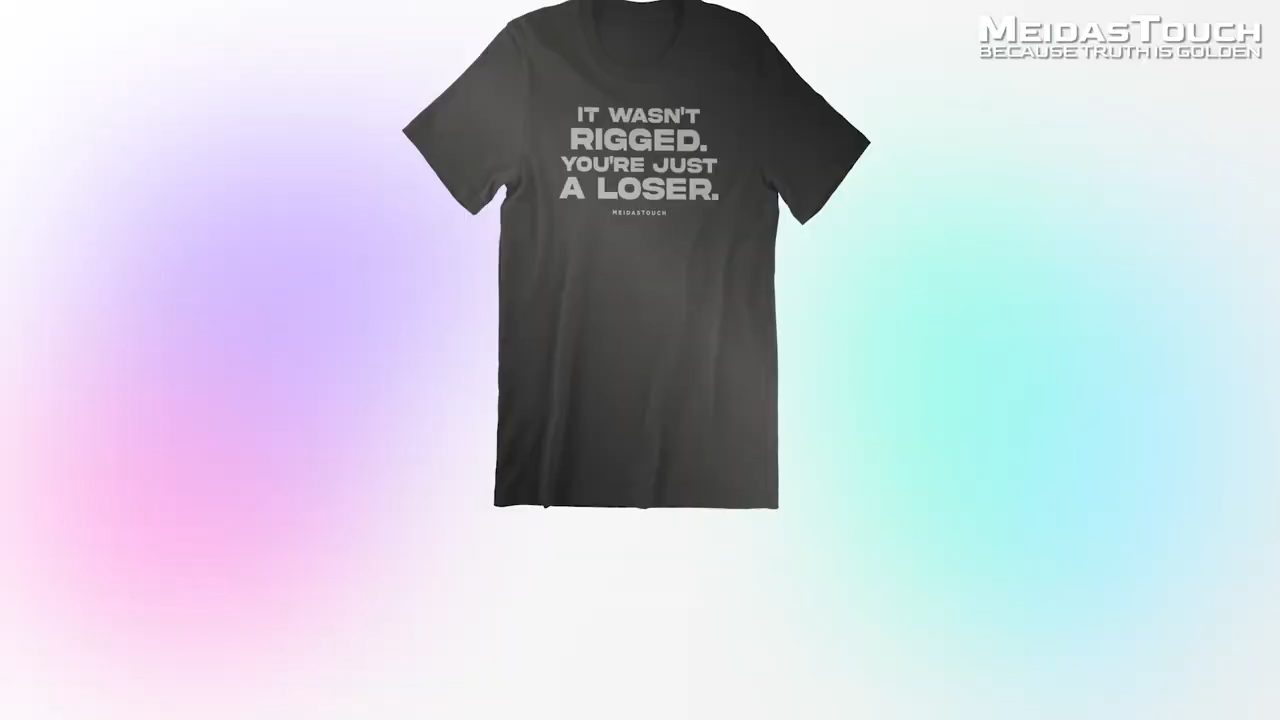 MEIDASTOUCH
BECAUSE TRUTH IS GOLDEN
IT WASN'T
RIGGED.
YOU'RE JUST
A LOSER.
MEIDASTOUCH